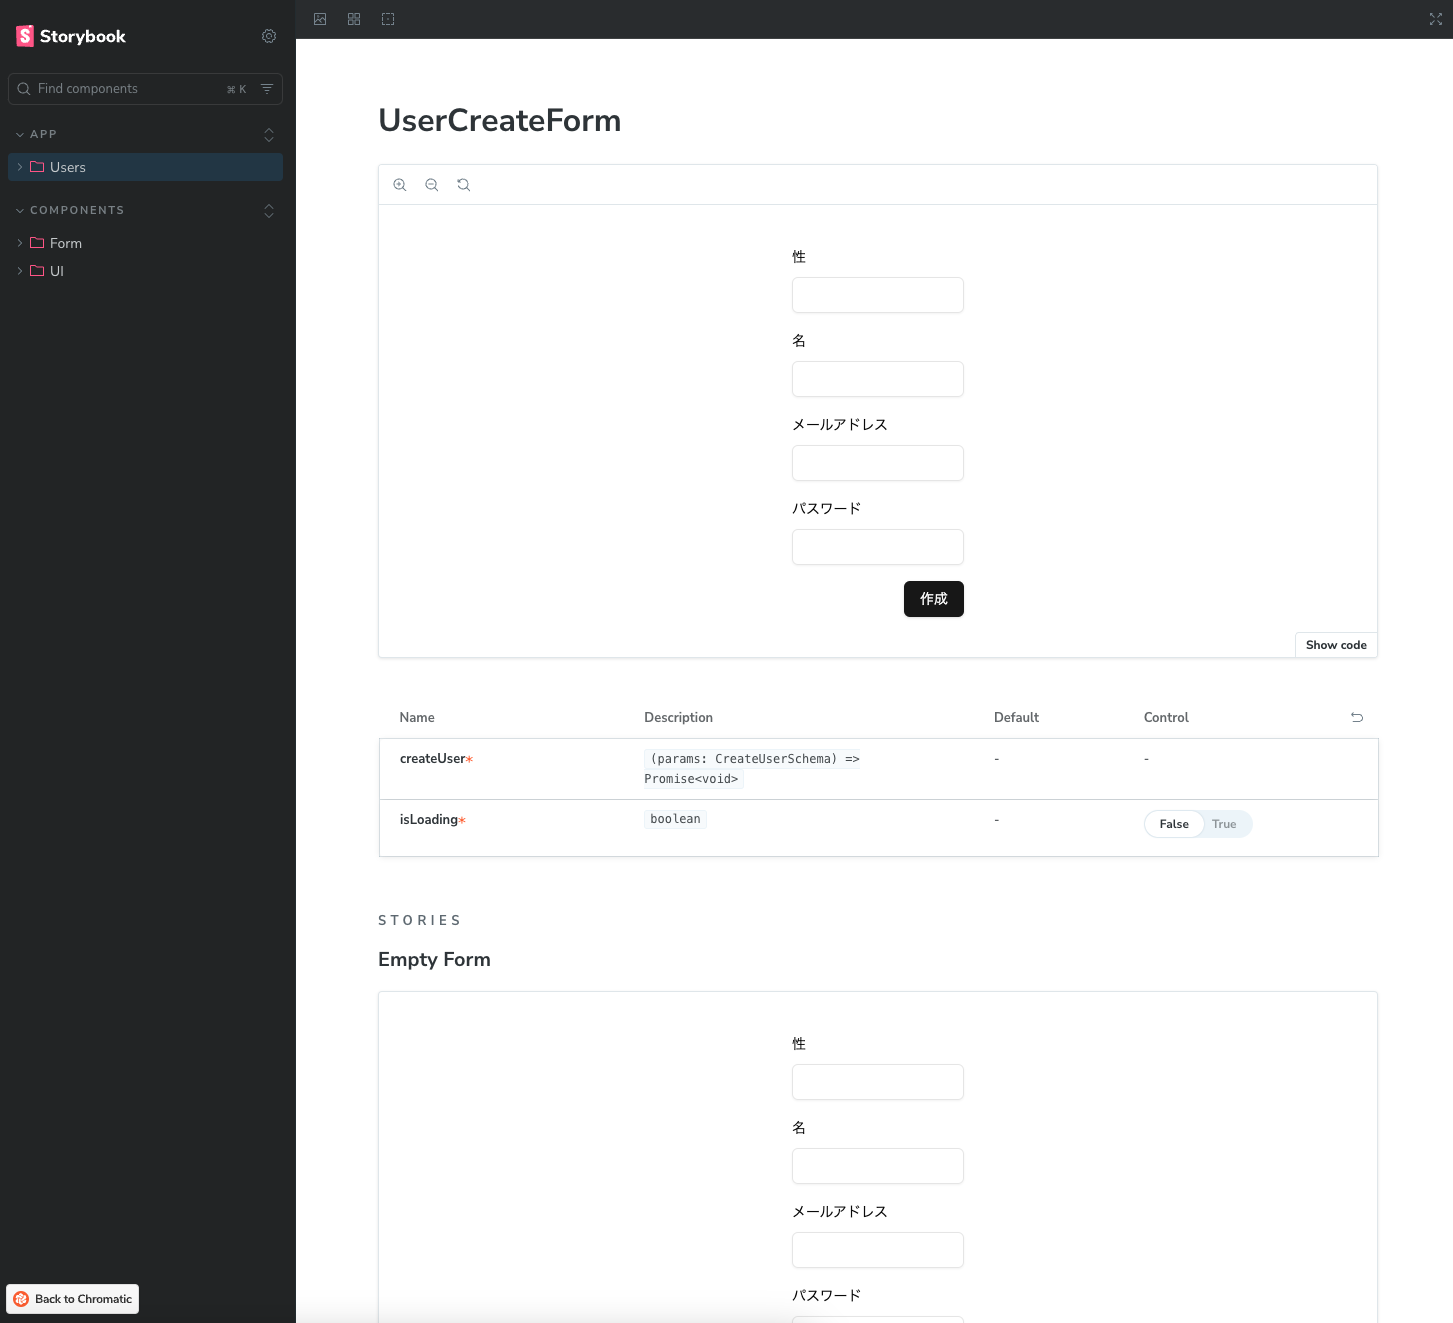 Storybook
Find components
⌘ K
APP
Users
COMPONENTS
Form
UI
Back to Chromatic
UserCreateForm
性
名
メールアドレス
パスワード
作成
Show code
Name Description Default Control
createUser* (params: CreateUserSchema) => - -
Promise<void>
isLoading* boolean - False True
STORIES
Empty Form
性
名
メールアドレス
パスワード